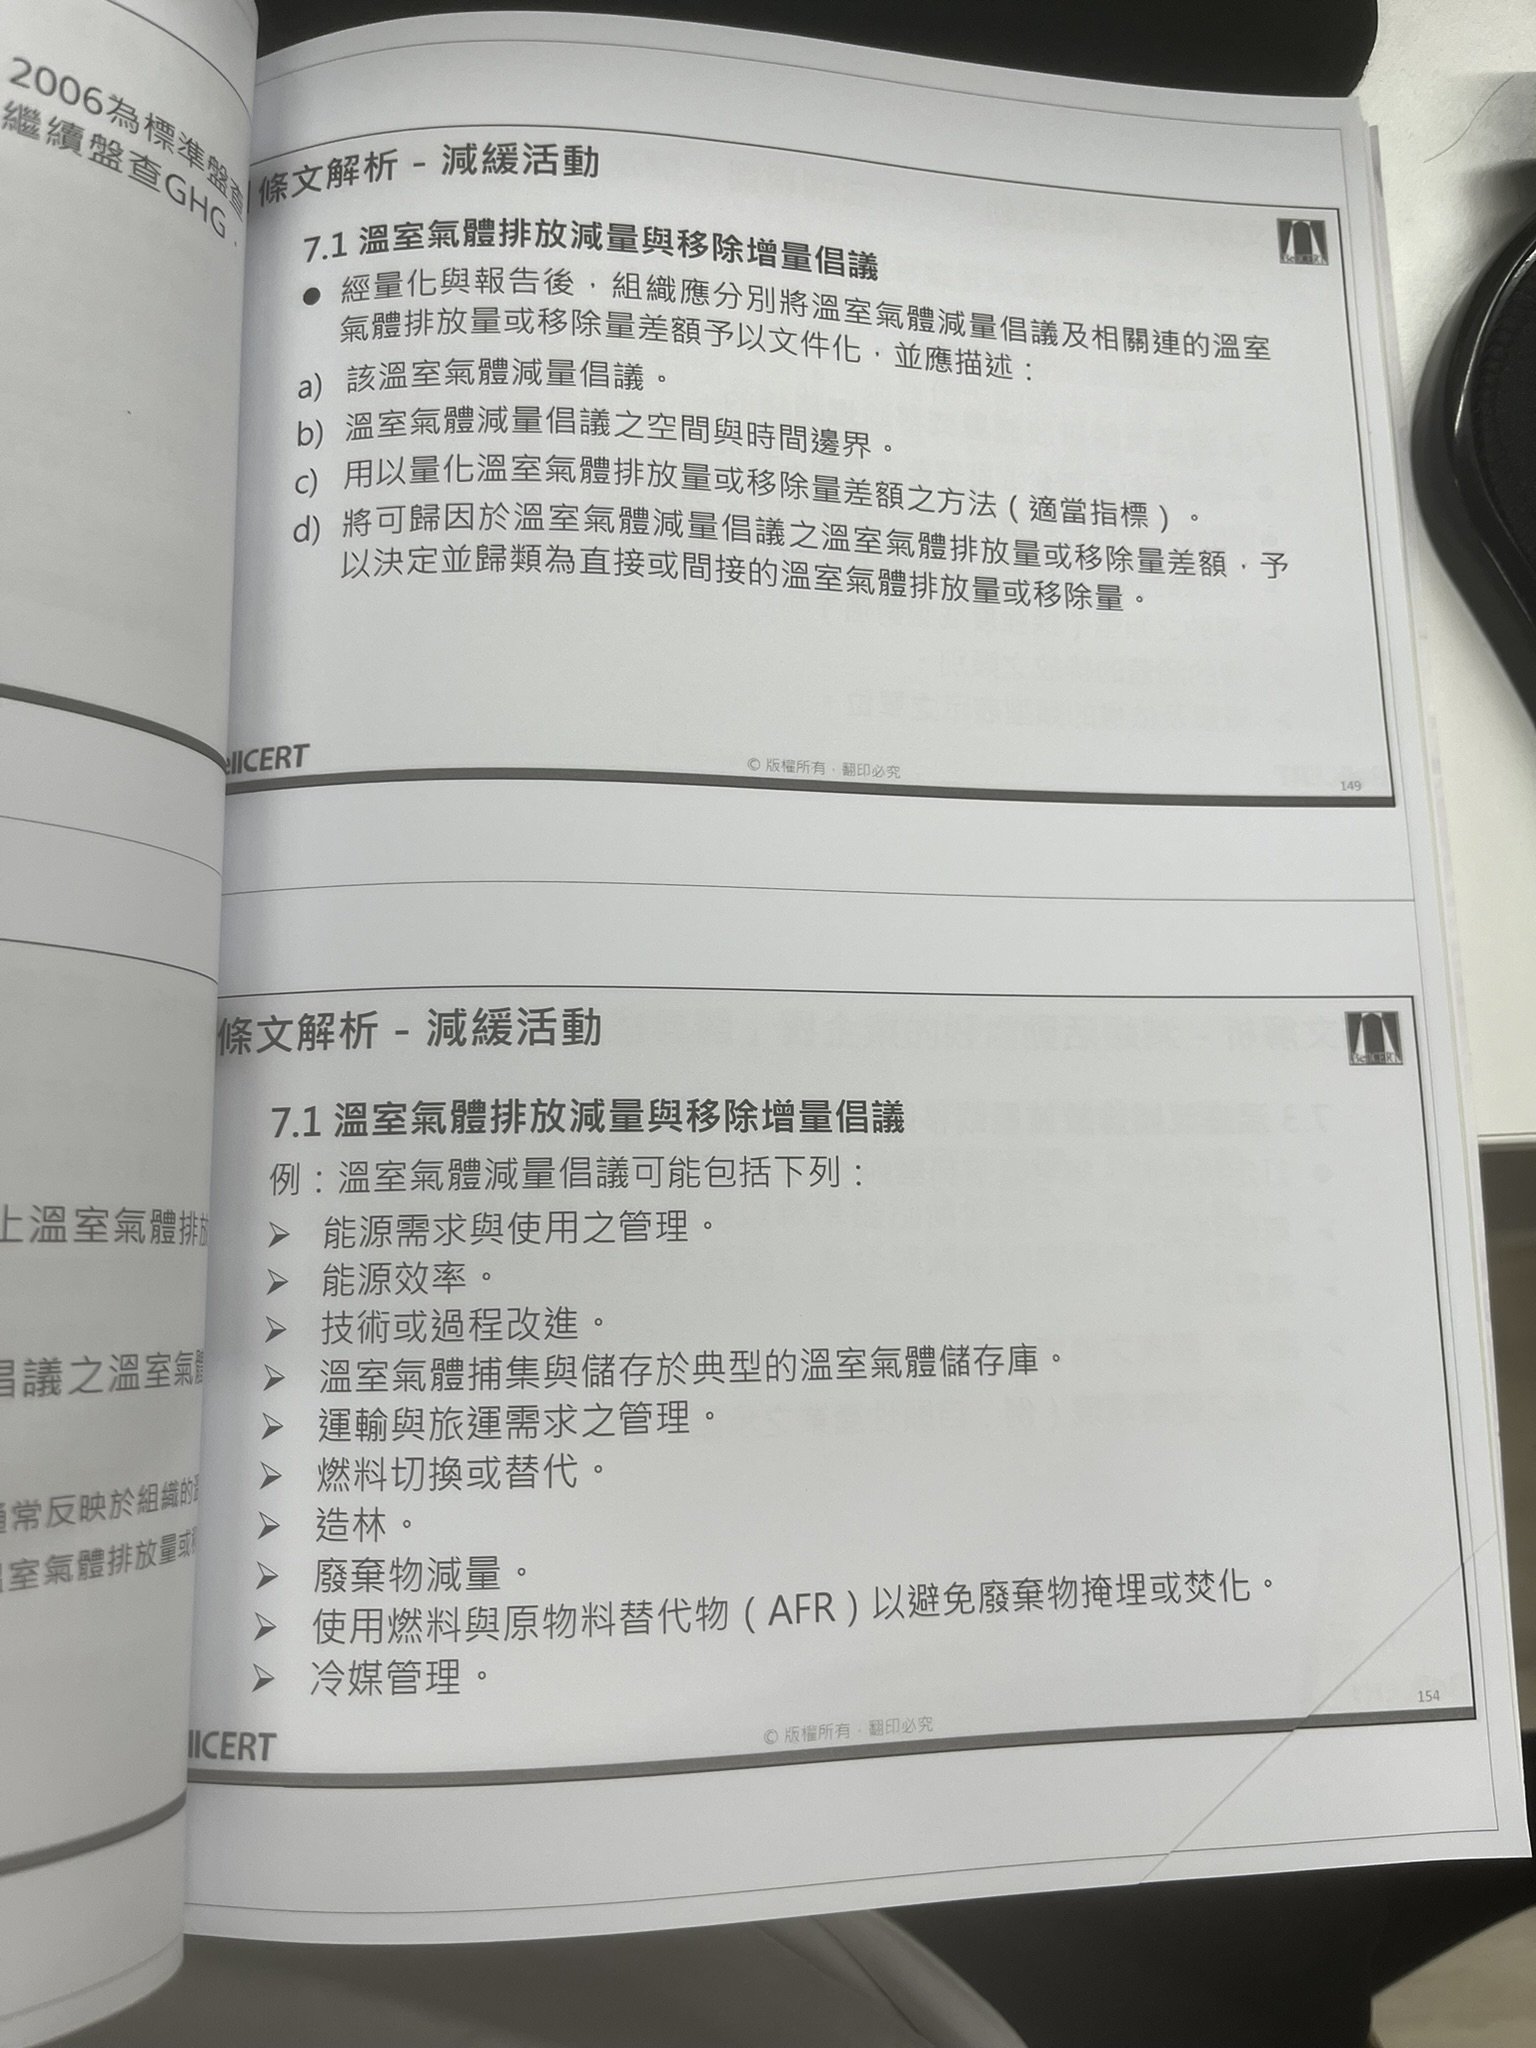 2006為標準盤查
繼續盤查GHG，
上溫室氣體排放
倡議之溫室氣體
通常反映於組織的
溫室氣體排放量或
條文解析 - 減緩活動
7.1 溫室氣體排放減量與移除增量倡議
● 經量化與報告後，組織應分別將溫室氣體減量倡議及相關連的溫室
氣體排放量或移除量差額予以文件化，並應描述：
a) 該溫室氣體減量倡議。
b) 溫室氣體減量倡議之空間與時間邊界。
c) 用以量化溫室氣體排放量或移除量差額之方法（適當指標）。
d) 將可歸因於溫室氣體減量倡議之溫室氣體排放量或移除量差額，予
以決定並歸類為直接或間接的溫室氣體排放量或移除量。
ellCERT
© 版權所有，翻印必究
149
條文解析 - 減緩活動
BellCERT
7.1 溫室氣體排放減量與移除增量倡議
例：溫室氣體減量倡議可能包括下列：
➢ 能源需求與使用之管理。
➢ 能源效率。
➢ 技術或過程改進。
➢ 溫室氣體捕集與儲存於典型的溫室氣體儲存庫。
➢ 運輸與旅運需求之管理。
➢ 燃料切換或替代。
➢ 造林。
➢ 廢棄物減量。
➢ 使用燃料與原物料替代物（AFR）以避免廢棄物掩埋或焚化。
➢ 冷媒管理。
llCERT
© 版權所有，翻印必究
154